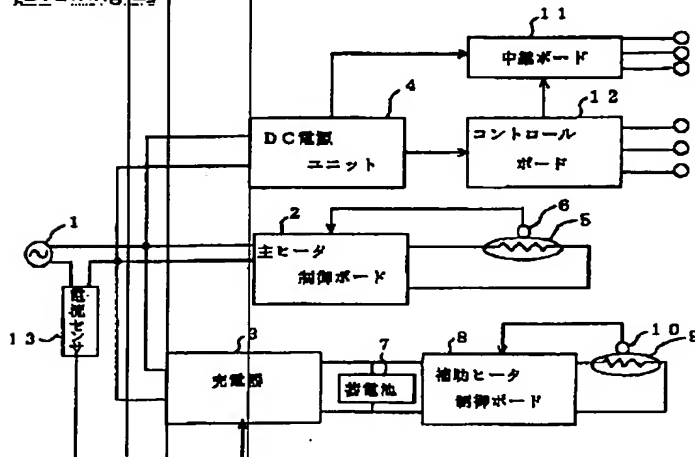 11
中継ボード
4
12
DC電源
ユニット
コントロール
ボード
1
2
6
5
主ヒータ
制御ボード
電流センサ
13
3
7
8
10
9
充電器
蓄電池
補助ヒータ
制御ボード